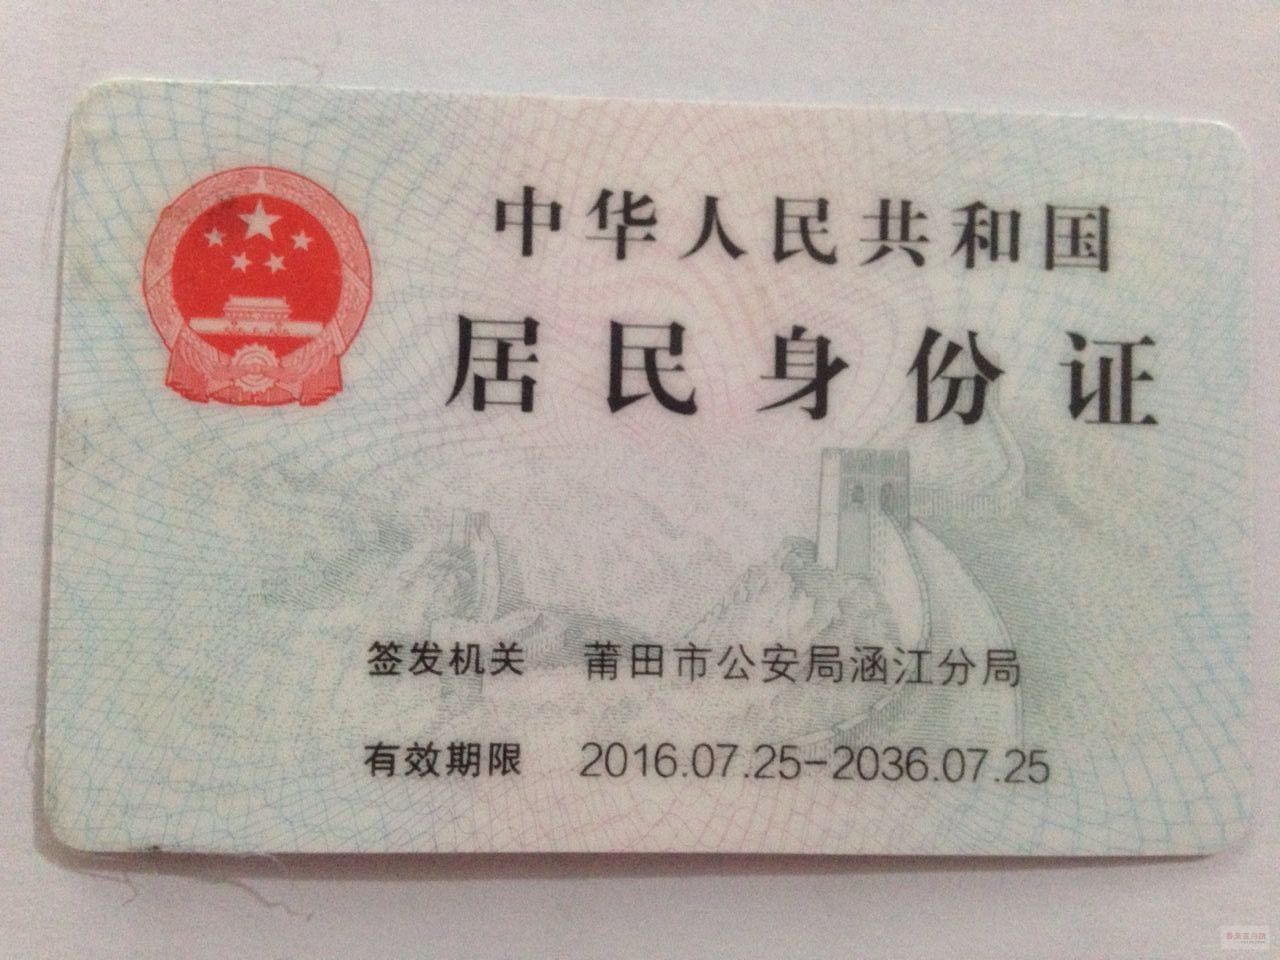 中华人民共和国
居民身份证
签发机关 莆田市公安局涵江分局
有效期限 2016.07.25-2036.07.25